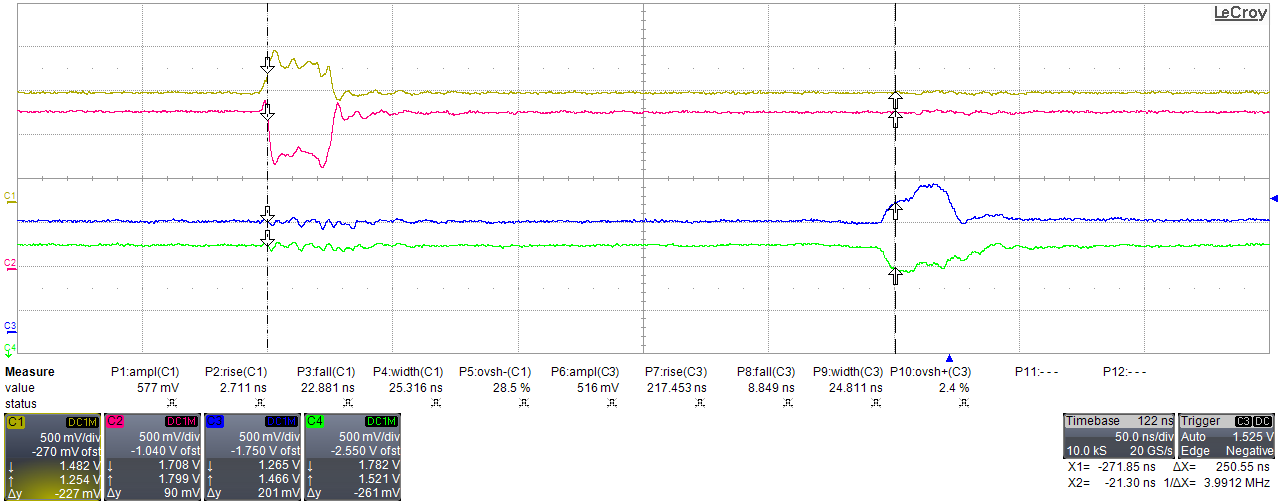 LeCroy
C1
C2
C3
C4
Measure P1:ampl(C1) P2:rise(C1) P3:fall(C1) P4:width(C1) P5:ovsh-(C1) P6:ampl(C3) P7:rise(C3) P8:fall(C3) P9:width(C3) P10:ovsh+(C3) P11:--- P12:---
value 577 mV 2.711 ns 22.881 ns 25.316 ns 28.5 % 516 mV 217.453 ns 8.849 ns 24.811 ns 2.4 %
status
C1 DC1M C2 DC1M C3 DC1M C4 DC1M Timebase 122 ns Trigger C3 DC
500 mV/div 500 mV/div 500 mV/div 500 mV/div 50.0 ns/div Auto 1.525 V
-270 mV ofst -1.040 V ofst -1.750 V ofst -2.550 V ofst 10.0 kS 20 GS/s Edge Negative
↓ 1.482 V ↓ 1.708 V ↓ 1.265 V ↓ 1.782 V X1= -271.85 ns ΔX= 250.55 ns
↑ 1.254 V ↑ 1.799 V ↑ 1.466 V ↑ 1.521 V X2= -21.30 ns 1/ΔX= 3.9912 MHz
Δy -227 mV Δy 90 mV Δy 201 mV Δy -261 mV